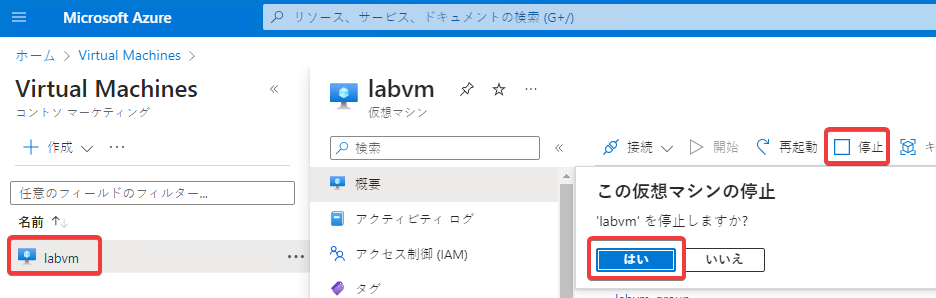 Microsoft Azure
リソース、サービス、ドキュメントの検索 (G+/)
ホーム > Virtual Machines >
Virtual Machines
コントソ マーケティング
作成
任意のフィールドのフィルター...
名前
labvm
labvm
仮想マシン
検索
概要
アクティビティ ログ
アクセス制御 (IAM)
タグ
接続 開始 再起動 停止 キ
この仮想マシンの停止
'labvm' を停止しますか?
はい いいえ